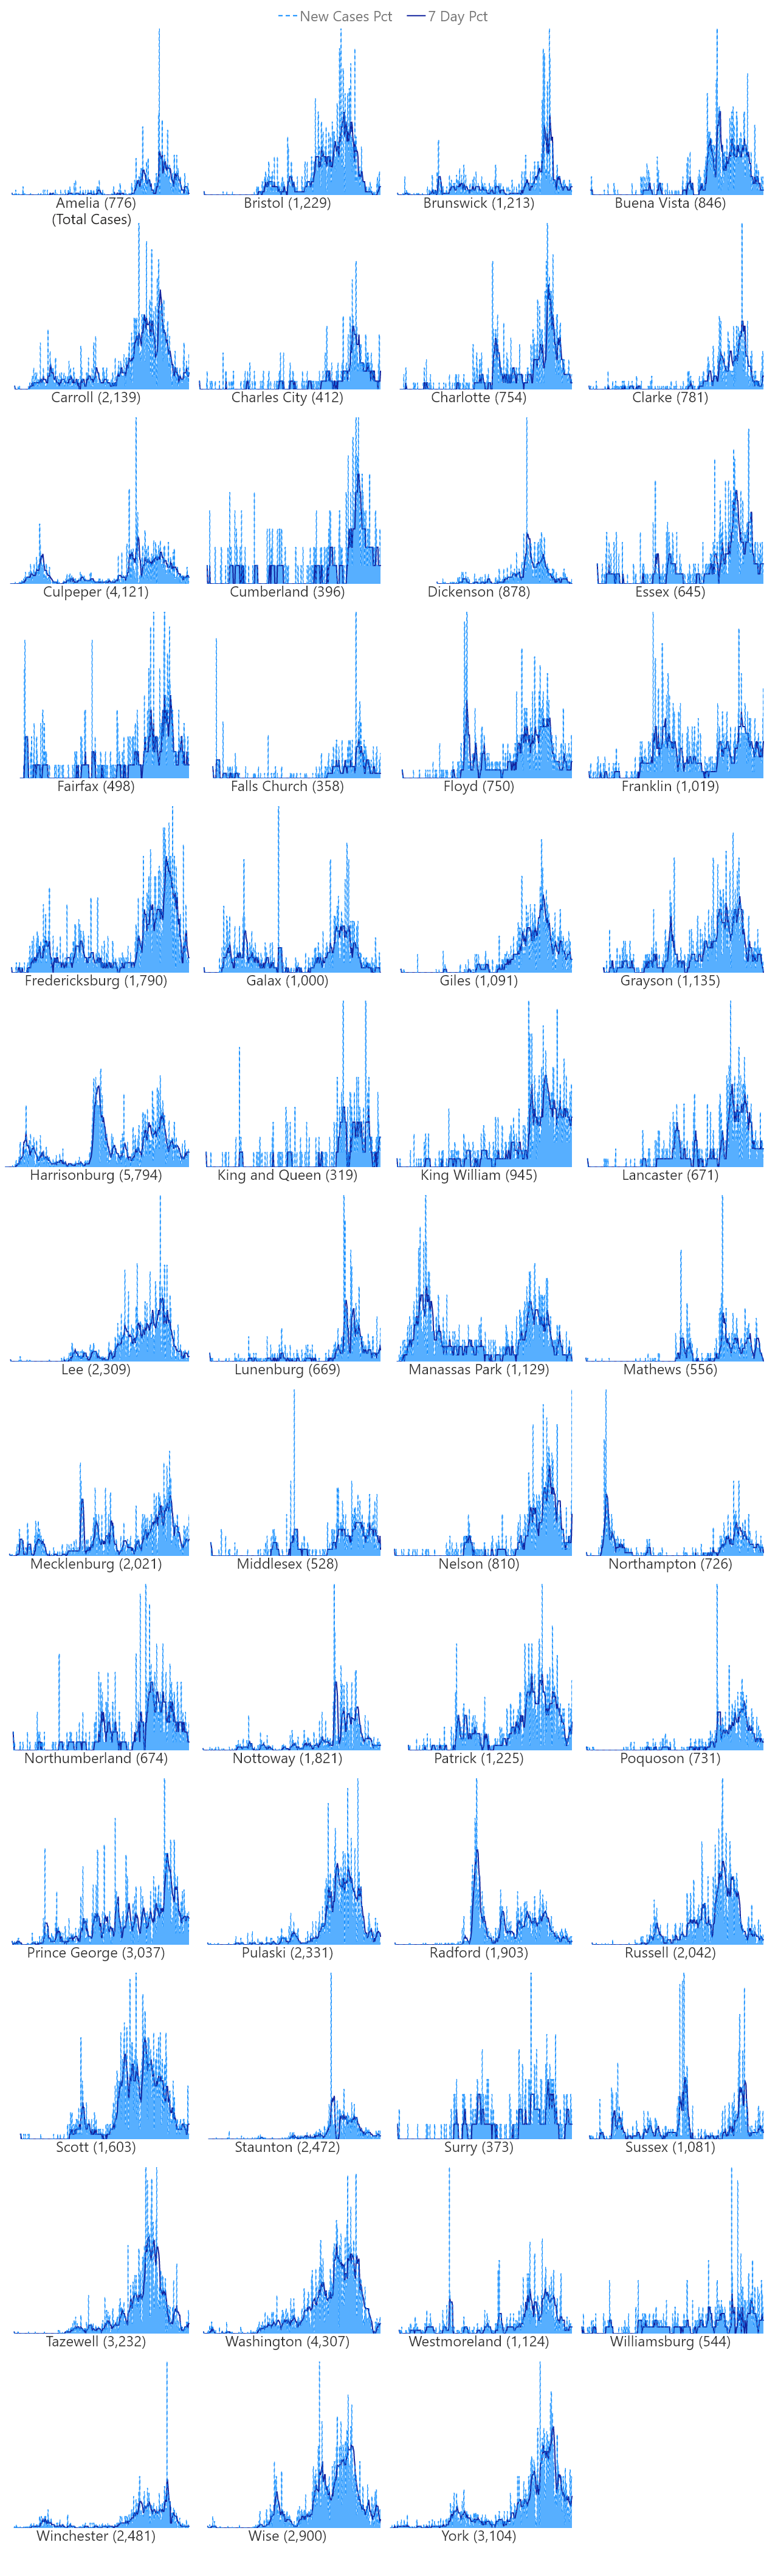 New Cases Pct 7 Day Pct
Amelia (776) Bristol (1,229) Brunswick (1,213) Buena Vista (846)
(Total Cases)
Carroll (2,139) Charles City (412) Charlotte (754) Clarke (781)
Culpeper (4,121) Cumberland (396) Dickenson (878) Essex (645)
Fairfax (498) Falls Church (358) Floyd (750) Franklin (1,019)
Fredericksburg (1,790) Galax (1,000) Giles (1,091) Grayson (1,135)
Harrisonburg (5,794) King and Queen (319) King William (945) Lancaster (671)
Lee (2,309) Lunenburg (669) Manassas Park (1,129) Mathews (556)
Mecklenburg (2,021) Middlesex (528) Nelson (810) Northampton (726)
Northumberland (674) Nottoway (1,821) Patrick (1,225) Poquoson (731)
Prince George (3,037) Pulaski (2,331) Radford (1,903) Russell (2,042)
Scott (1,603) Staunton (2,472) Surry (373) Sussex (1,081)
Tazewell (3,232) Washington (4,307) Westmoreland (1,124) Williamsburg (544)
Winchester (2,481) Wise (2,900) York (3,104)